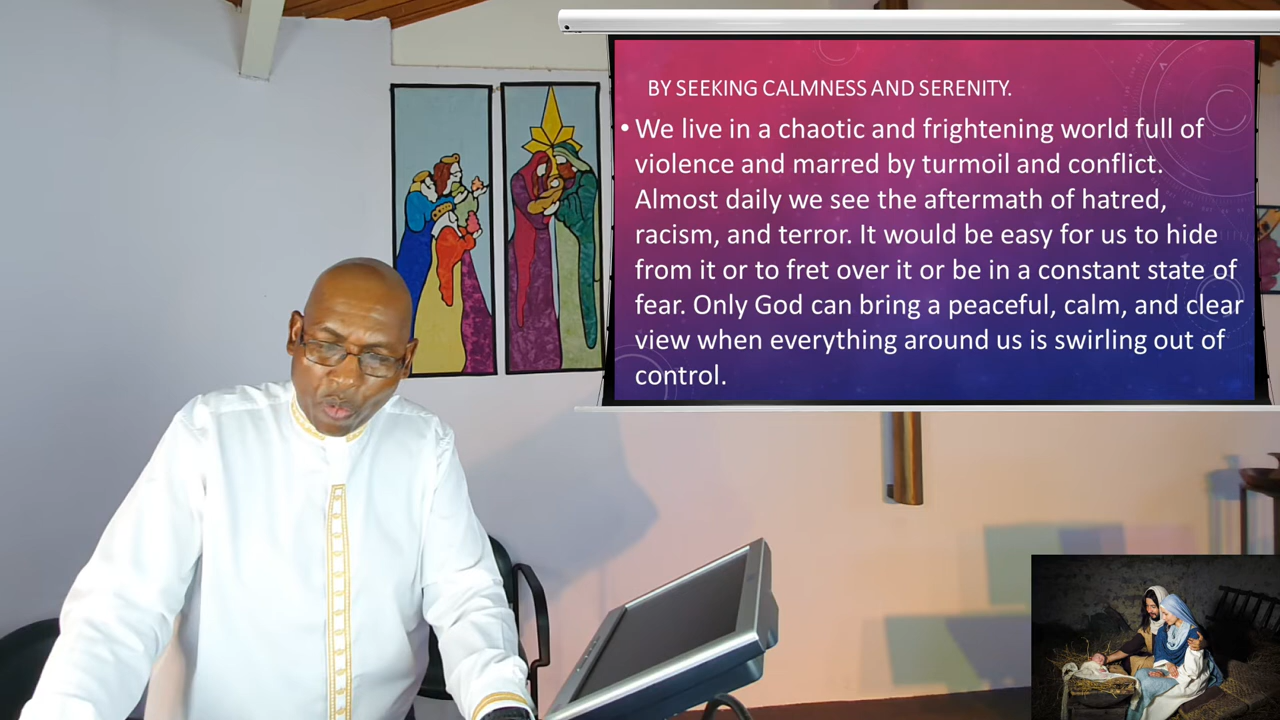 BY SEEKING CALMNESS AND SERENITY.
• We live in a chaotic and frightening world full of
violence and marred by turmoil and conflict.
Almost daily we see the aftermath of hatred,
racism, and terror. It would be easy for us to hide
from it or to fret over it or be in a constant state of
fear. Only God can bring a peaceful, calm, and clear
view when everything around us is swirling out of
control.